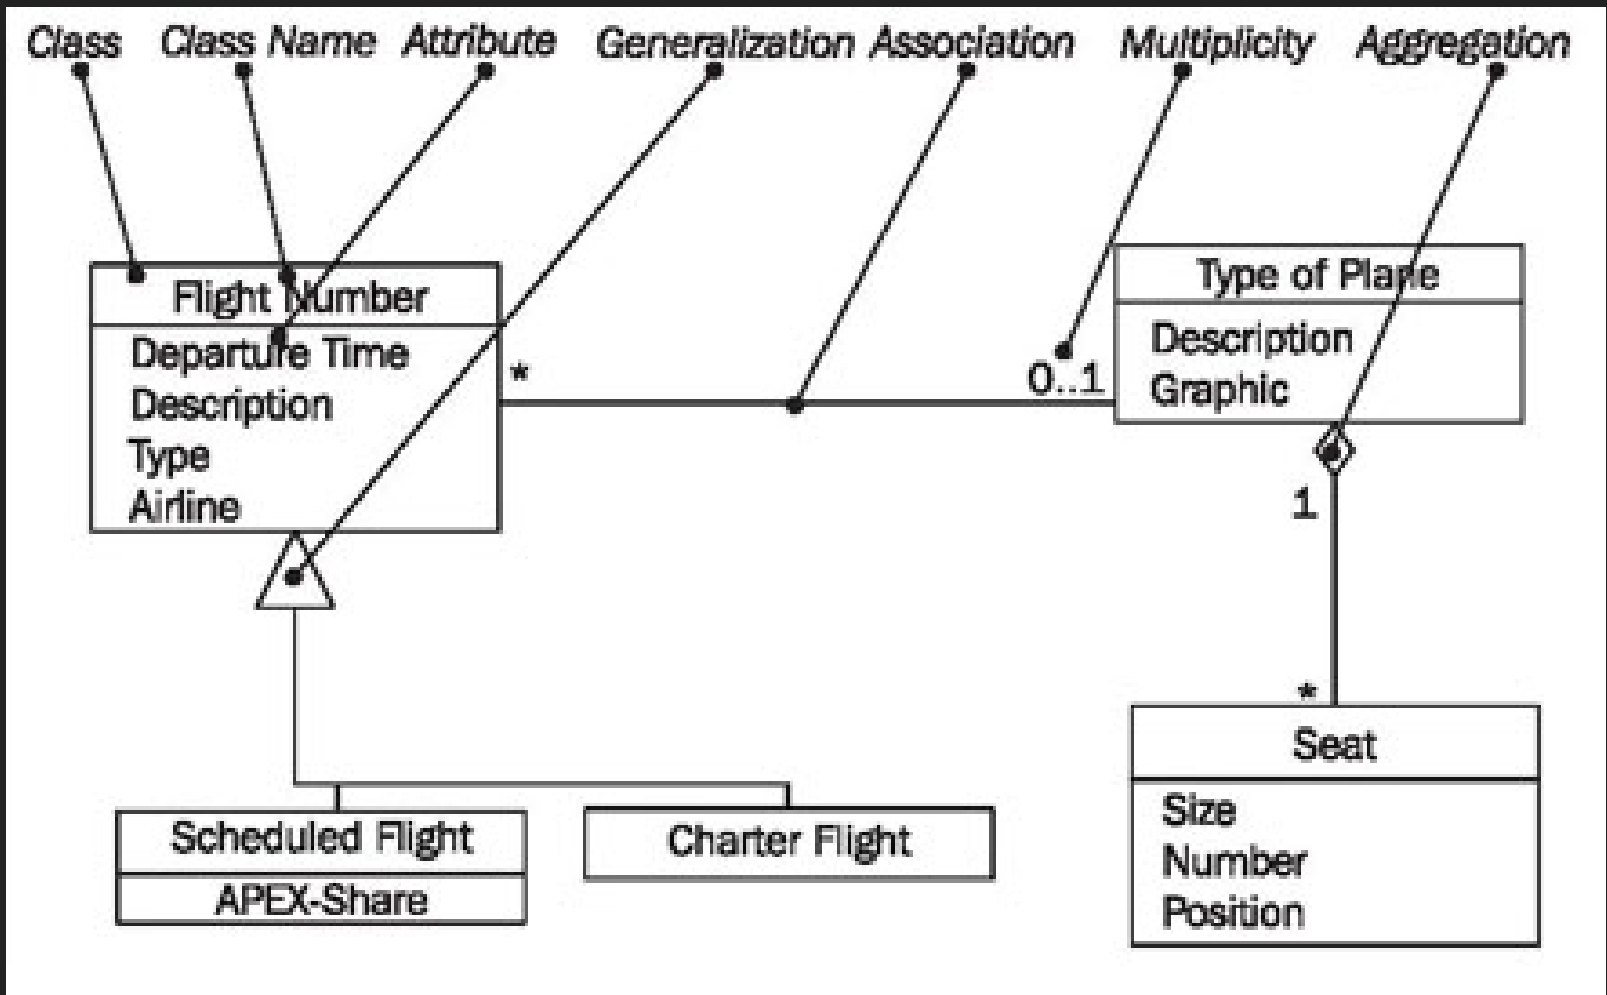 Class Class Name Attribute Generalization Association Multiplicity Aggregation
Flight Number
Departure Time
Description
Type
Airline
*
0..1
Type of Plane
Description
Graphic
1
*
Seat
Size
Number
Position
Scheduled Flight
APEX-Share
Charter Flight